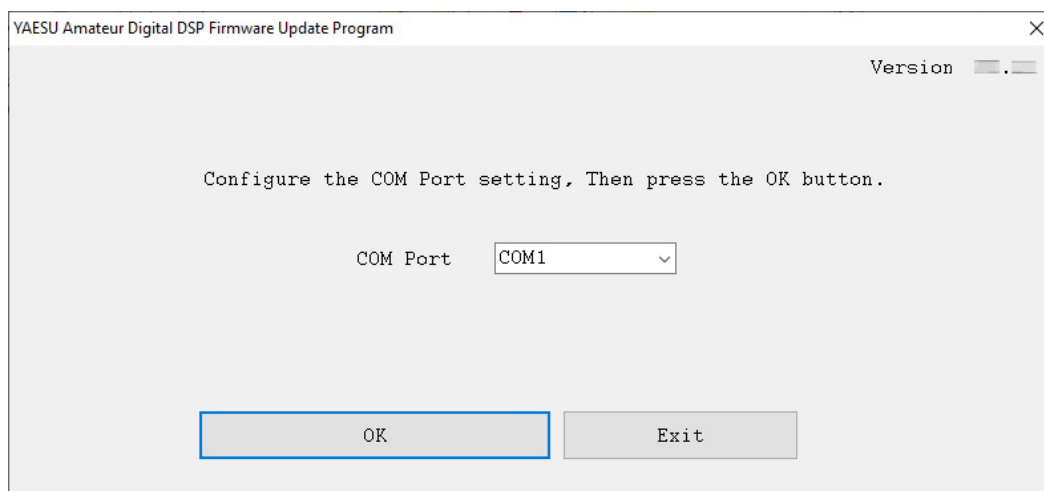 YAESU Amateur Digital DSP Firmware Update Program
Version
Configure the COM Port setting, Then press the OK button.
COM Port COM1
OK Exit